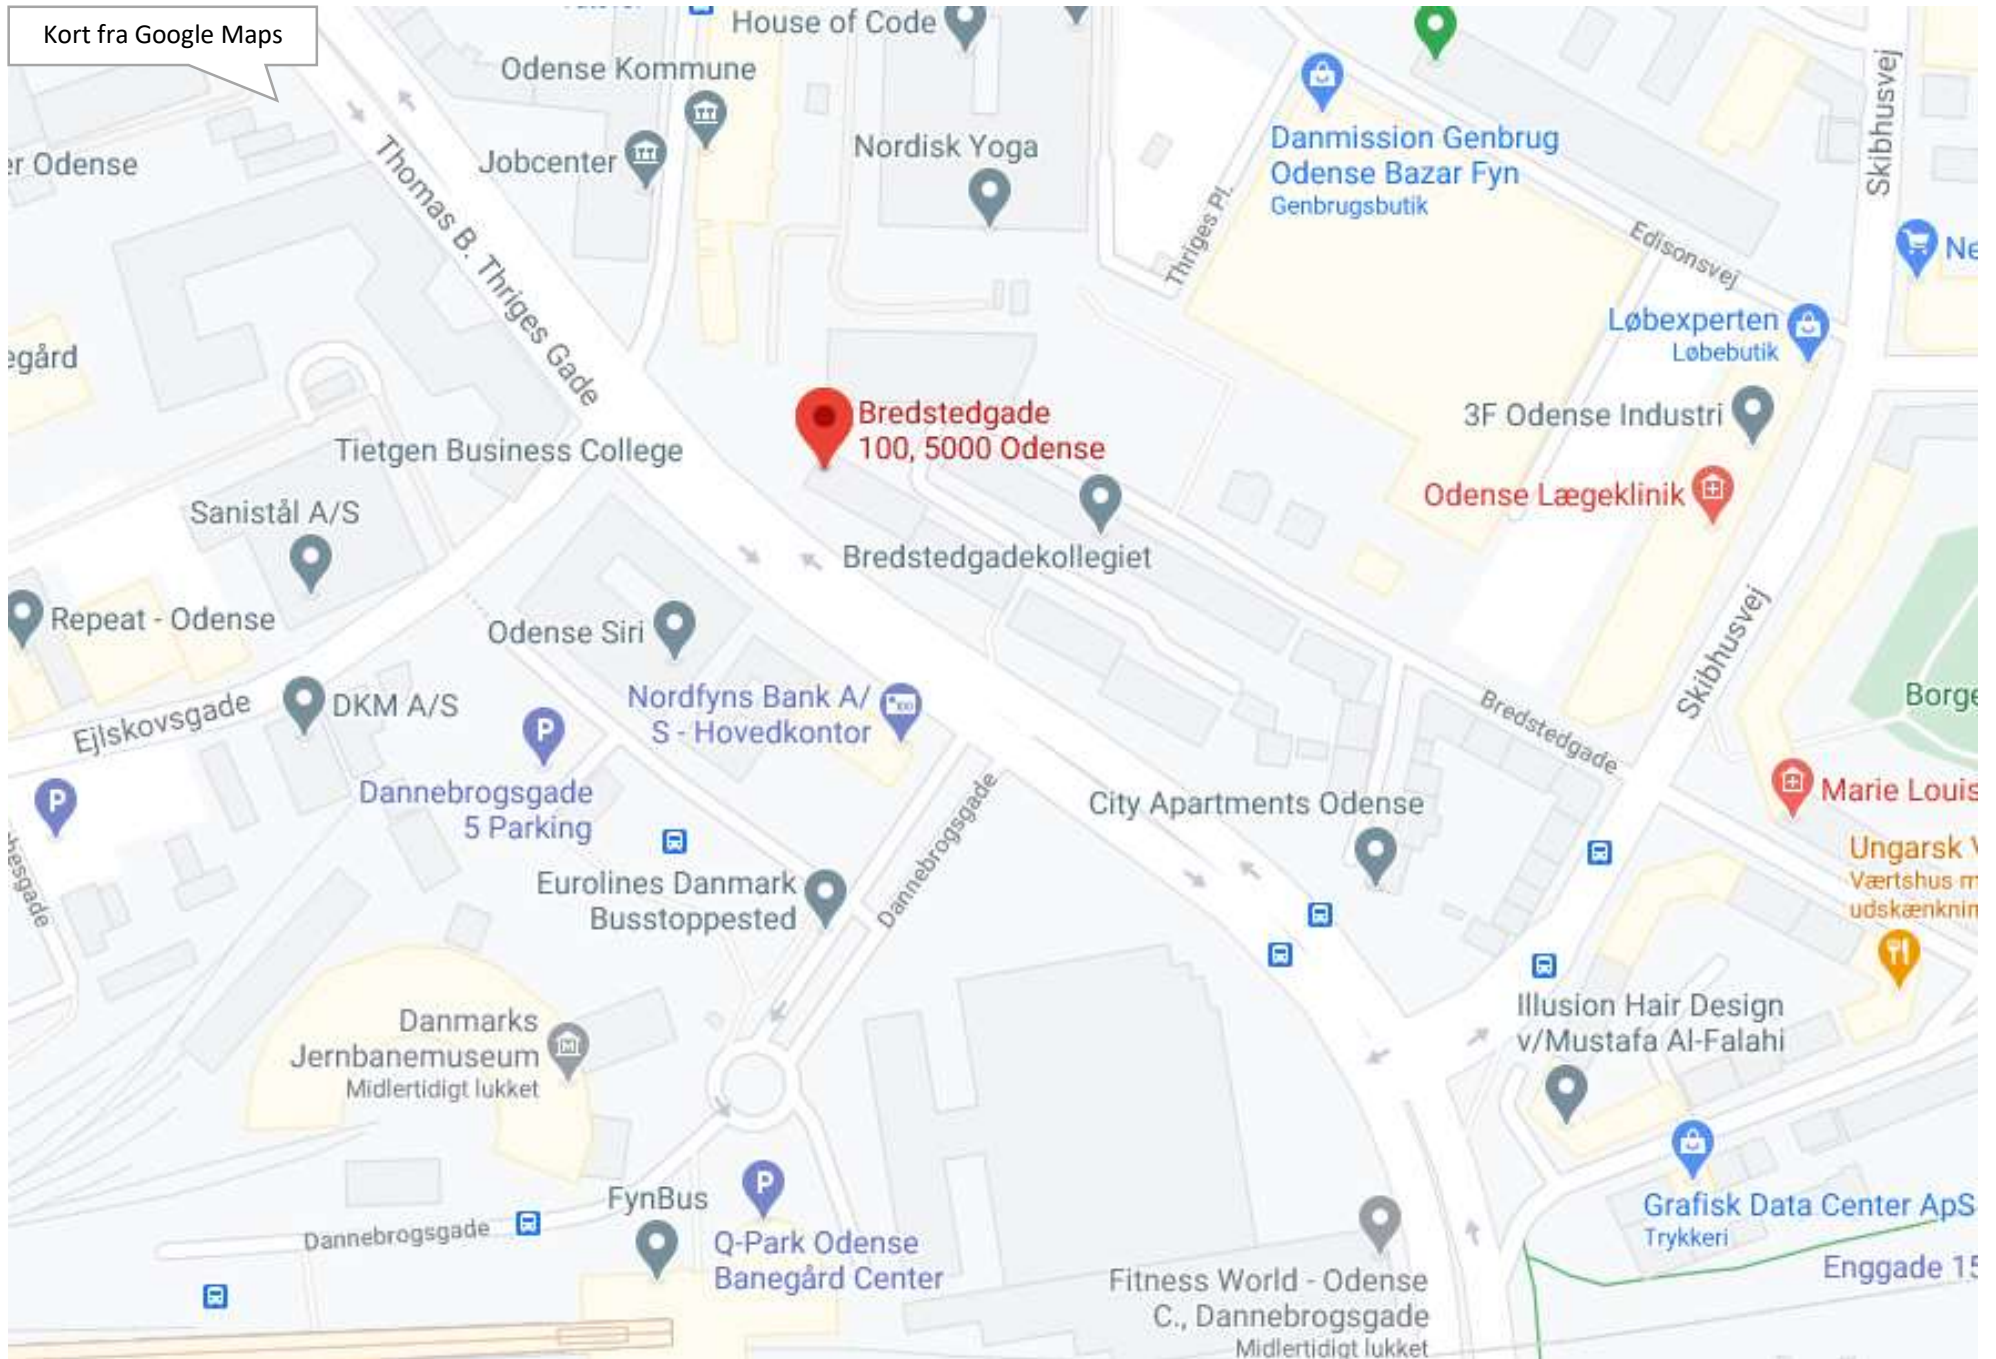 Kort fra Google Maps
House of Code
Odense Kommune
Jobcenter
Nordisk Yoga
Danmission Genbrug
Odense Bazar Fyn
Genbrugsbutik
Skibhusvej
er Odense
Thomas B. Thriges Gade
Thriges Pl.
Edisonsvej
Ne
Løbexperten
Løbebutik
egård
Bredstedgade
100, 5000 Odense
3F Odense Industri
Tietgen Business College
Odense Lægeklinik
Sanistål A/S
Bredstedgadekollegiet
Repeat - Odense
Odense Siri
Skibhusvej
Nordfyns Bank A/
S - Hovedkontor
Borge
DKM A/S
Ejlskovsgade
Bredstedgade
Dannebrogsgade
5 Parking
City Apartments Odense
Marie Louis
Dannebrogsgade
Ungarsk V
Værtshus m
udskænknin
Eurolines Danmark
Busstoppested
hesgade
Danmarks
Jernbanemuseum
Midlertidigt lukket
Illusion Hair Design
v/Mustafa Al-Falahi
FynBus
Dannebrogsgade
Q-Park Odense
Banegård Center
Grafisk Data Center ApS
Trykkeri
Enggade 15
Fitness World - Odense
C., Dannebrogsgade
Midlertidigt lukket